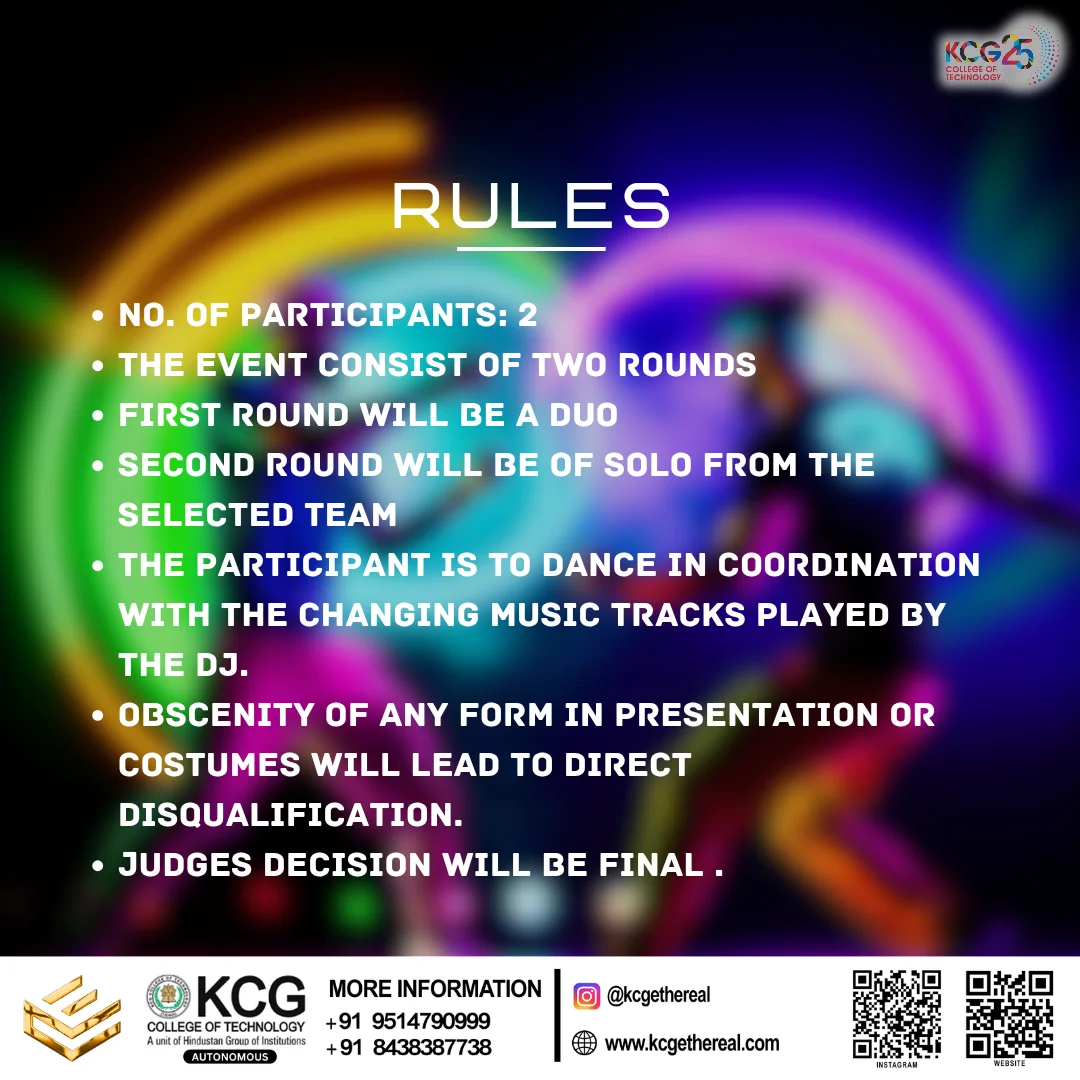 KCG25
COLLEGE OF
TECHNOLOGY
RULES
• NO. OF PARTICIPANTS: 2
• THE EVENT CONSIST OF TWO ROUNDS
• FIRST ROUND WILL BE A DUO
• SECOND ROUND WILL BE OF SOLO FROM THE
SELECTED TEAM
• THE PARTICIPANT IS TO DANCE IN COORDINATION
WITH THE CHANGING MUSIC TRACKS PLAYED BY
THE DJ.
• OBSCENITY OF ANY FORM IN PRESENTATION OR
COSTUMES WILL LEAD TO DIRECT
DISQUALIFICATION.
• JUDGES DECISION WILL BE FINAL .
KCG
COLLEGE OF TECHNOLOGY
A unit of Hindustan Group of Institutions
AUTONOMOUS
MORE INFORMATION
+91 9514790999
+91 8438387738
@kcgethereal
www.kcgethereal.com
INSTAGRAM
WEBSITE